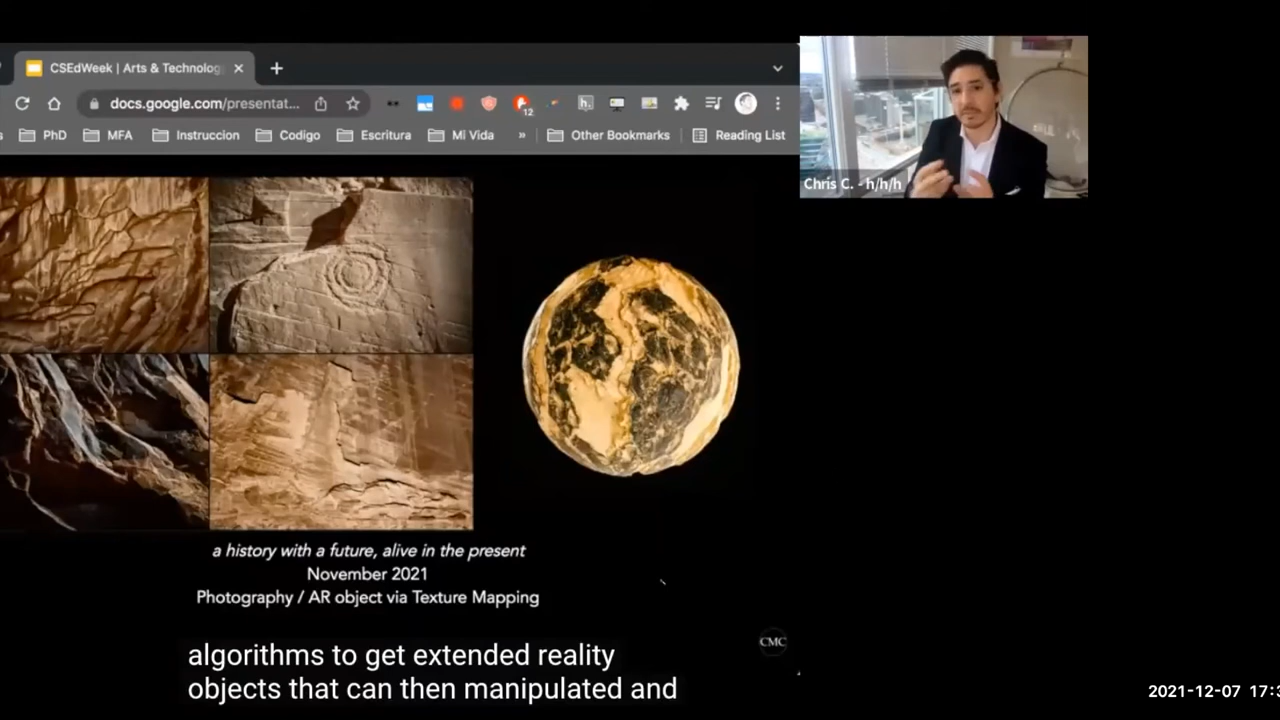 CSEdWeek | Arts & Technolog
docs.google.com/presentat...
12
h.
PhD
MFA
Instruccion
Codigo
Escritura
Mi Vida
»
Other Bookmarks
Reading List
Chris C. - h/h/h
a history with a future, alive in the present
November 2021
Photography / AR object via Texture Mapping
CMC
algorithms to get extended reality
objects that can then manipulated and
2021-12-07 17:3